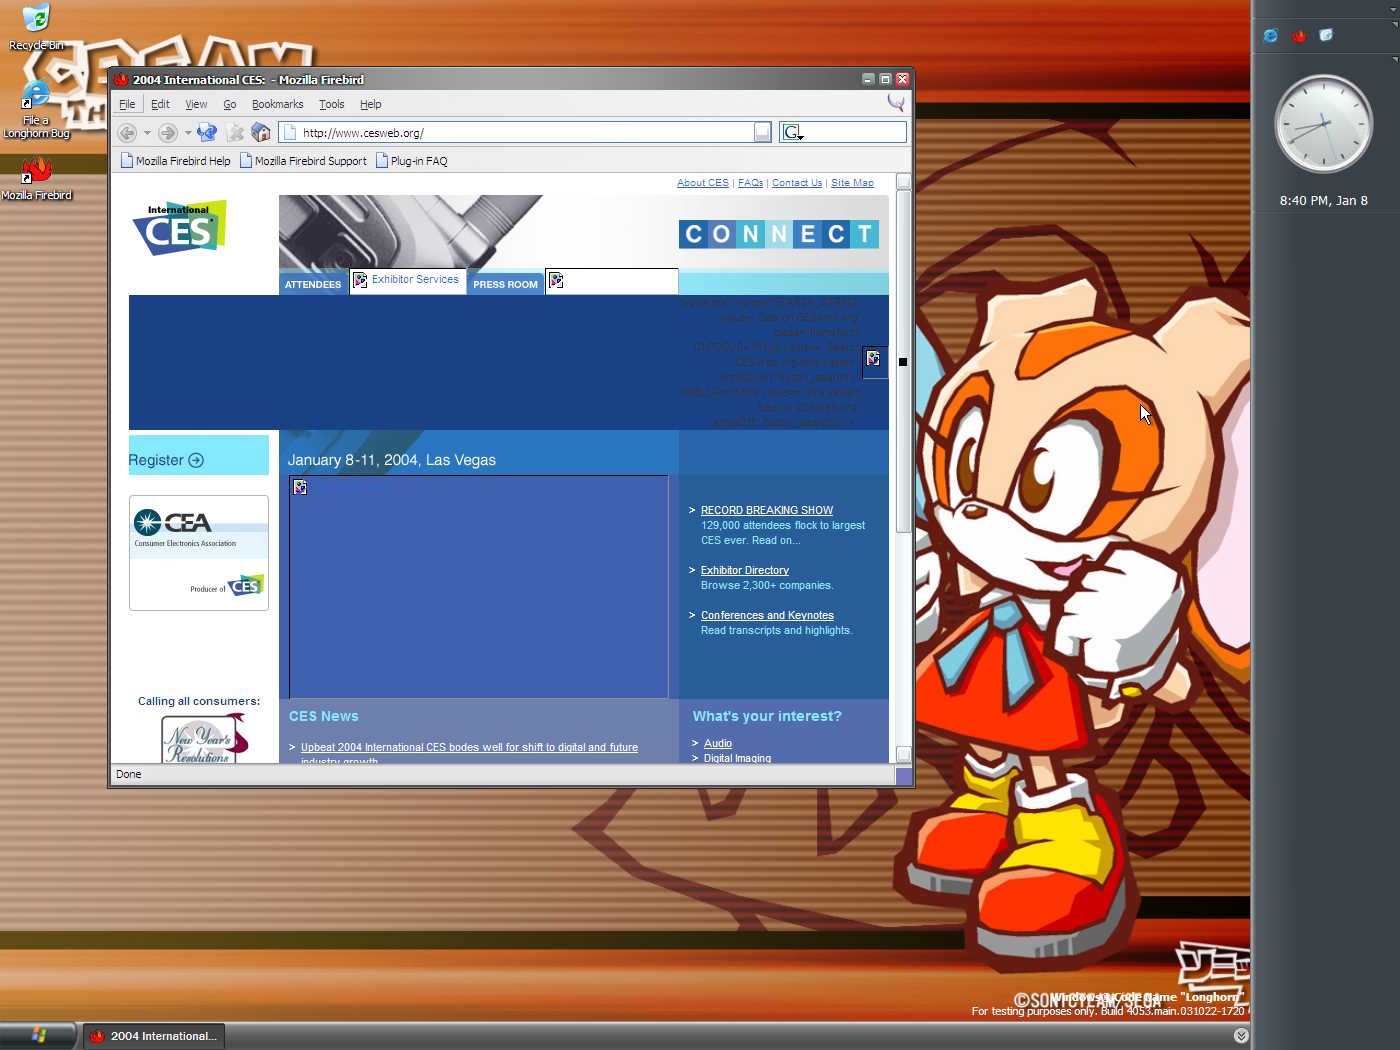 Recycle Bin
File a
Longhorn Bug
Mozilla Firebird
CREAM
TH
2004 International CES: - Mozilla Firebird
File Edit View Go Bookmarks Tools Help
http://www.cesweb.org/
G
Mozilla Firebird Help Mozilla Firebird Support Plug-in FAQ
About CES | FAQs | Contact Us | Site Map
International
CES
CONNECT
ATTENDEES Exhibitor Services PRESS ROOM
Register
January 8-11, 2004, Las Vegas
CEA
Consumer Electronics Association
Producer of CES
> RECORD BREAKING SHOW
129,000 attendees flock to largest
CES ever. Read on...
> Exhibitor Directory
Browse 2,300+ companies.
> Conferences and Keynotes
Read transcripts and highlights.
Calling all consumers:
New Year's
Resolutions
CES News
> Upbeat 2004 International CES bodes well for shift to digital and future
industry growth
What's your interest?
> Audio
> Digital Imaging
Done
8:40 PM, Jan 8
©SONICTEAM/SEGA
Windows® Code Name "Longhorn"
For testing purposes only. Build 4053.main.031022-1720
2004 International...